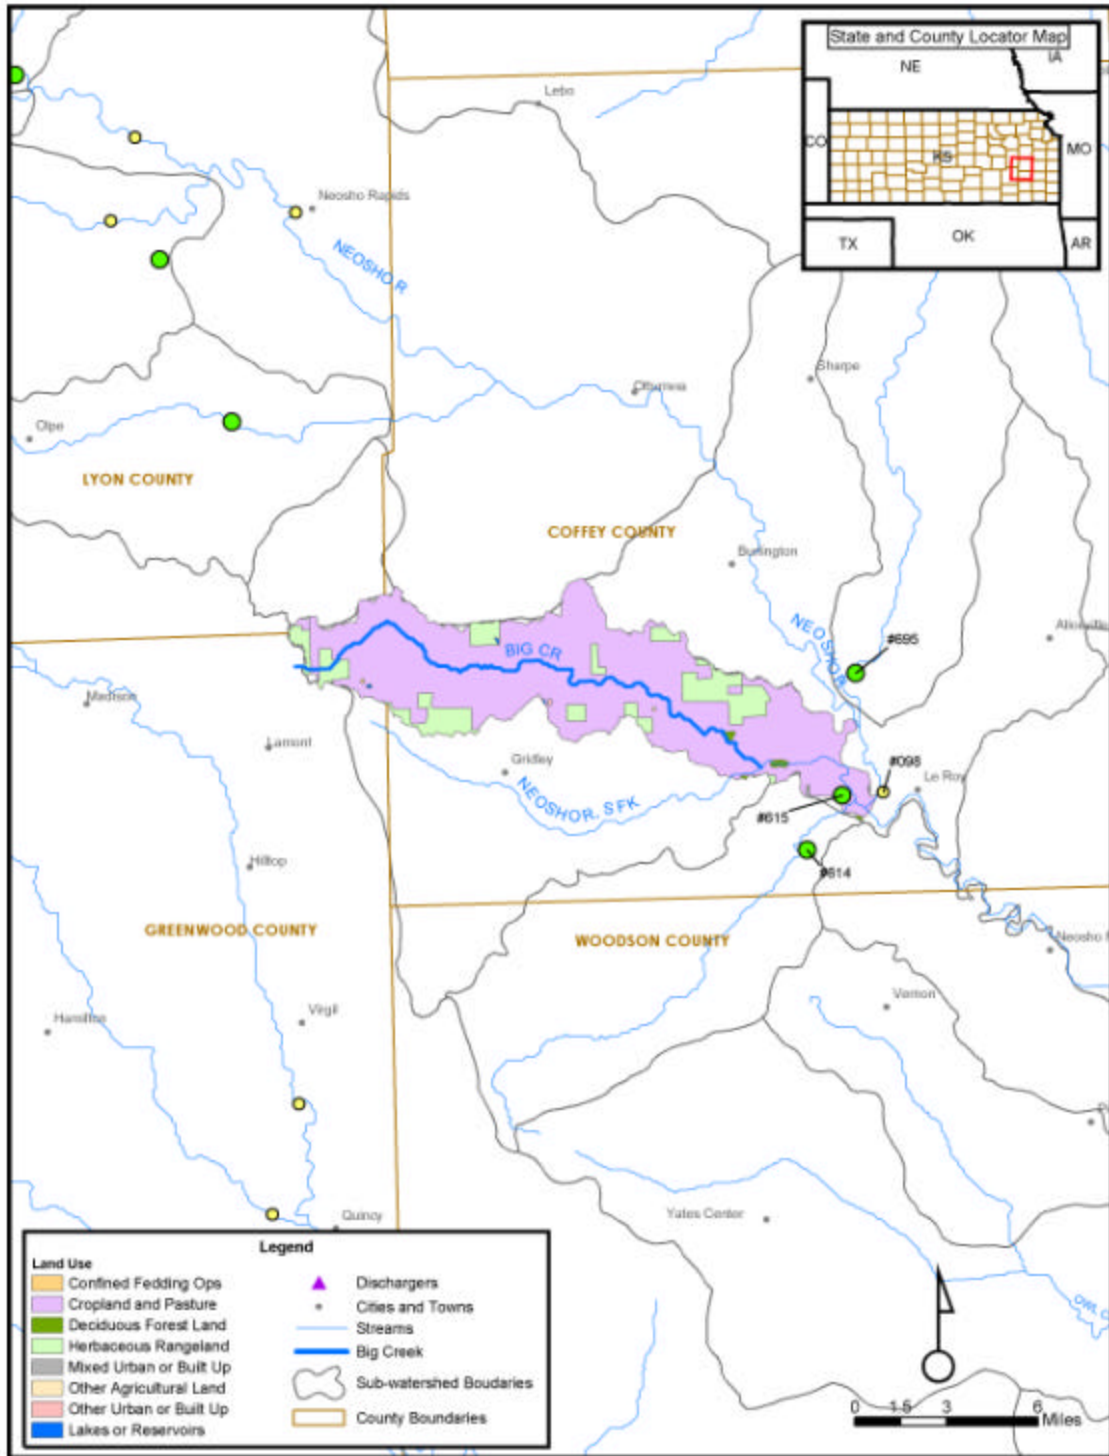 State and County Locator Map
NE
IA
CO
KS
MO
TX
OK
AR
Lebo
Neosho Rapids
NEOSHO R
Sharpe
Ottumwa
Olpe
LYON COUNTY
COFFEY COUNTY
Burlington
NEOSHO R
#695
BIG CR
Madison
Lamont
Gridley
NEOSHO R, S FK
#098
Le Roy
#615
#614
Hilltop
GREENWOOD COUNTY
WOODSON COUNTY
Neosho
Vernon
Virgil
Hamilton
Yates Center
Quincy
OWL C
Legend
Land Use
Confined Fedding Ops
Cropland and Pasture
Deciduous Forest Land
Herbaceous Rangeland
Mixed Urban or Built Up
Other Agricultural Land
Other Urban or Built Up
Lakes or Reservoirs
Dischargers
Cities and Towns
Streams
Big Creek
Sub-watershed Boudaries
County Boundaries
0 1.5 3 6
Miles